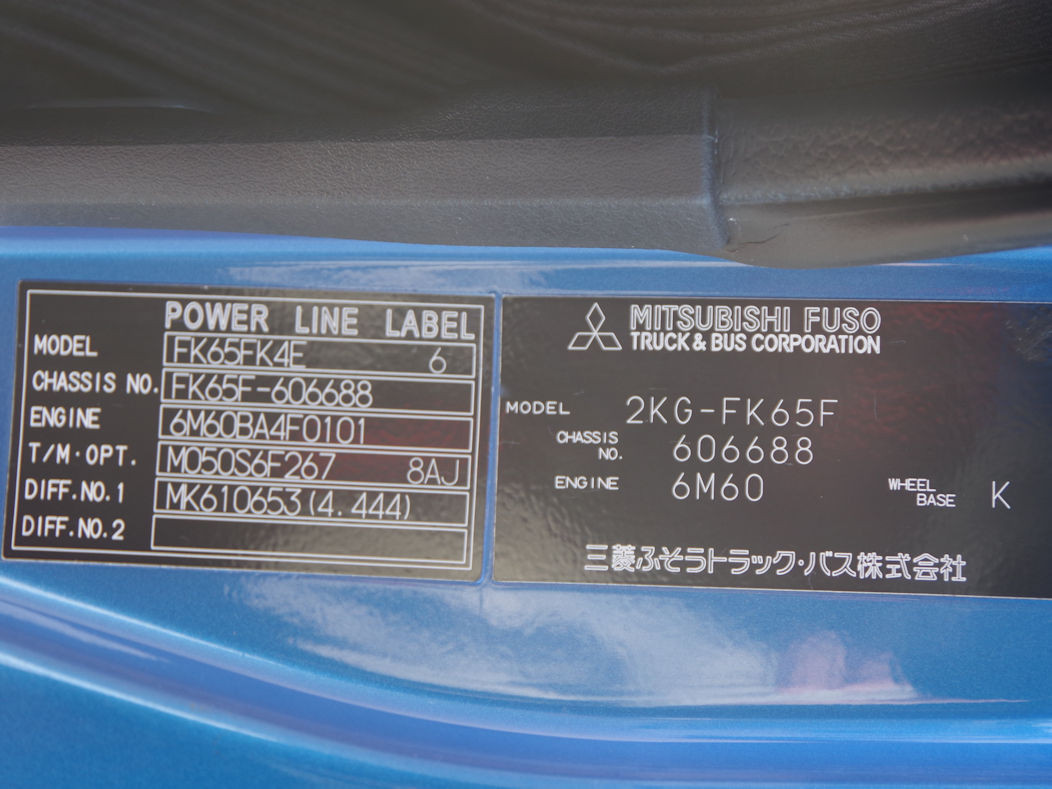 POWER LINE LABEL
MODEL FK65FK4E 6
CHASSIS NO. FK65F-606688
ENGINE 6M60BA4F0101
T/M·OPT. M050S6F267 8AJ
DIFF.NO.1 MK610653(4.444)
DIFF.NO.2
MITSUBISHI FUSO
TRUCK & BUS CORPORATION
MODEL 2KG-FK65F
CHASSIS NO. 606688
ENGINE 6M60 WHEEL BASE K
三菱ふそうトラック・バス株式会社